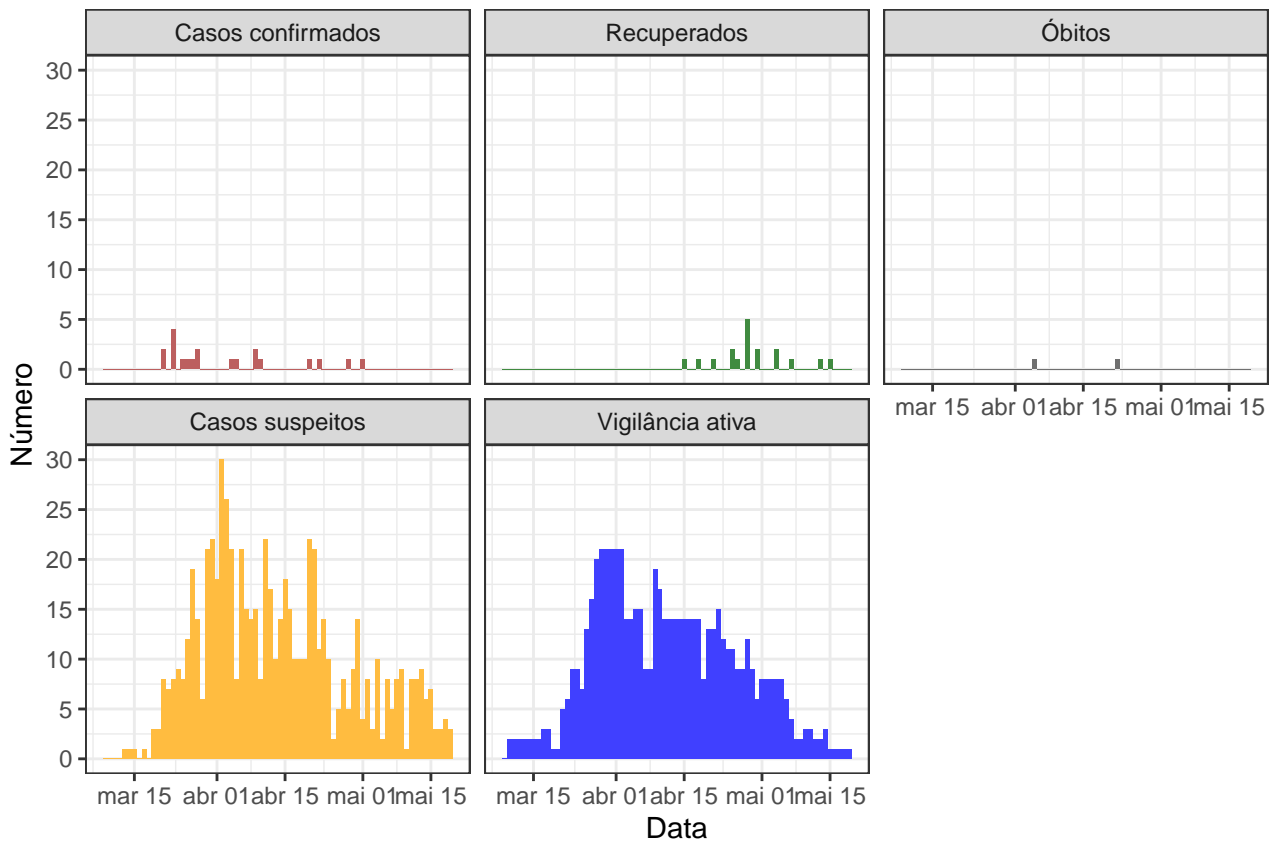 Casos confirmados
Recuperados
Óbitos
30
25
20
15
10
5
0
mar 15 abr 01 abr 15 mai 01 mai 15
Casos suspeitos
Vigilância ativa
30
25
20
15
10
5
0
mar 15 abr 01 abr 15 mai 01 mai 15
mar 15 abr 01 abr 15 mai 01 mai 15
Número
Data